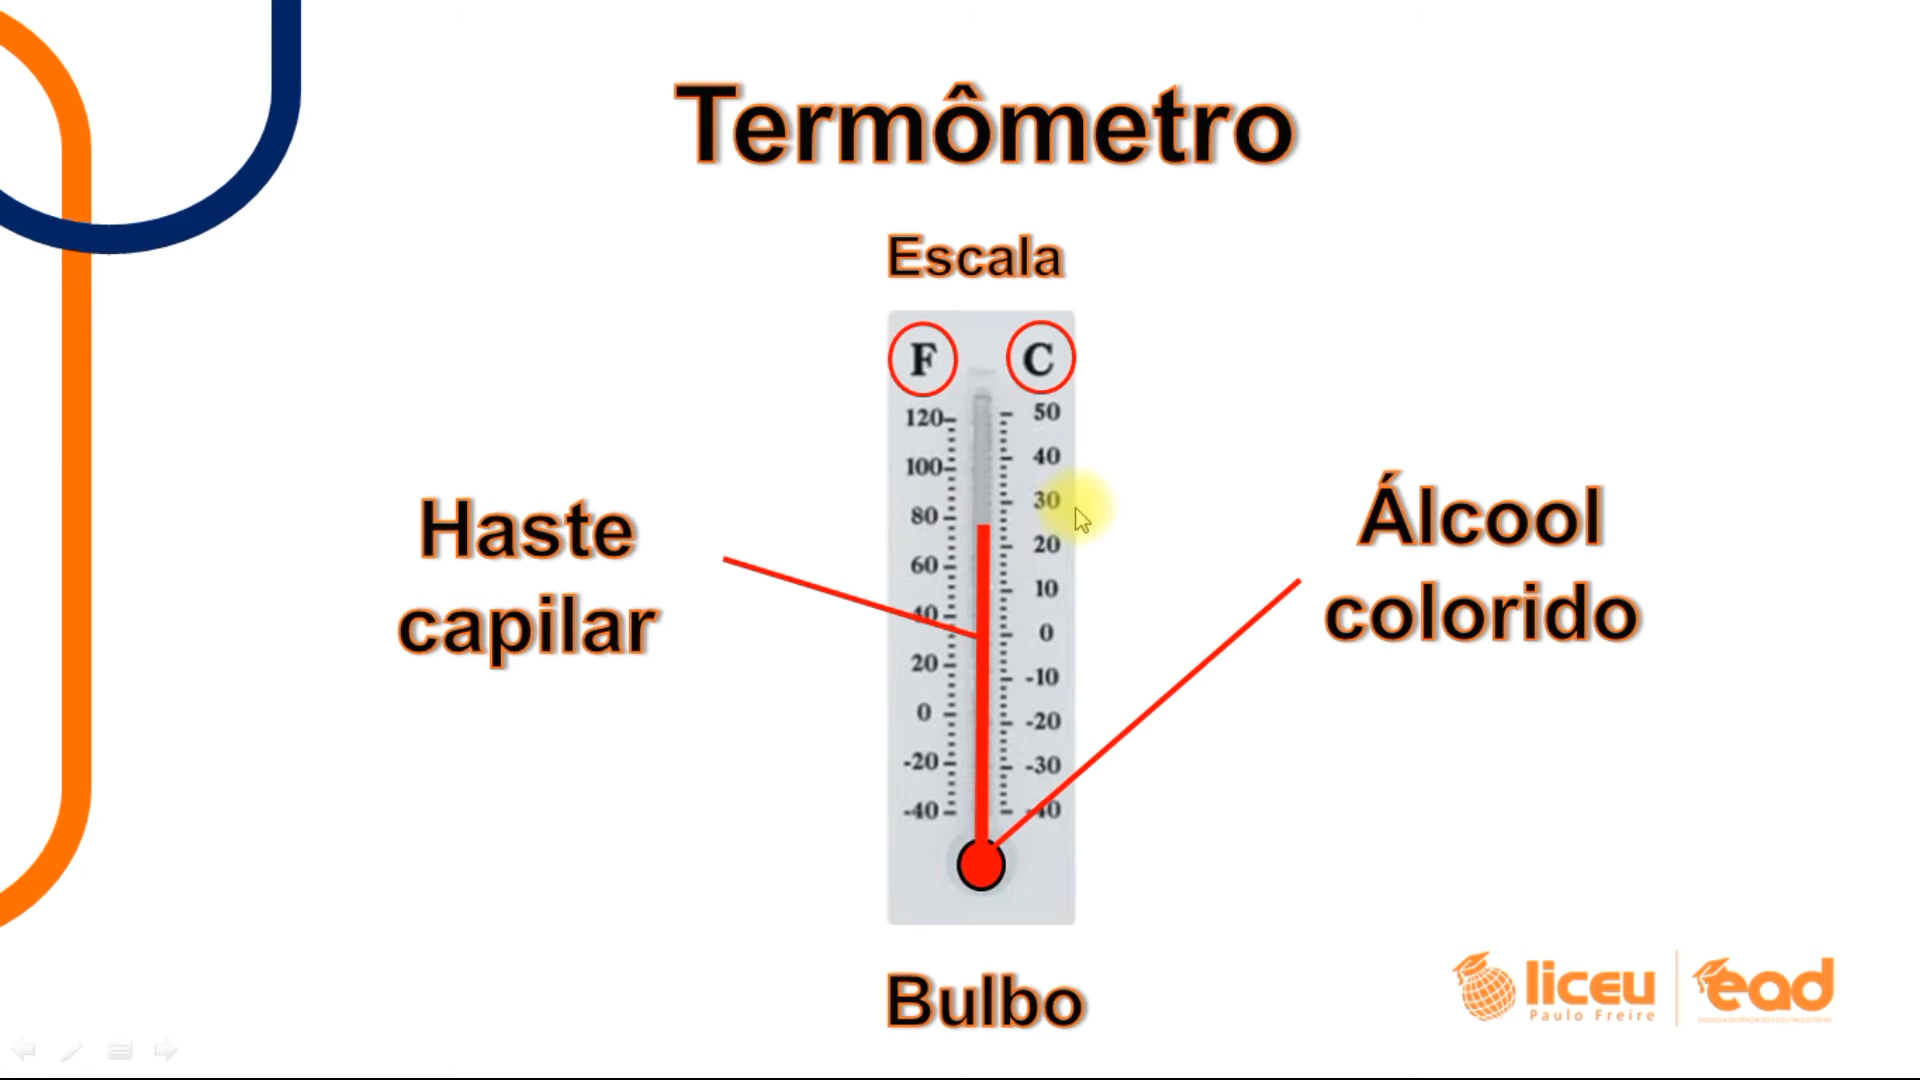 Termômetro
Escala
F C
120 50
100 40
80 30
60 20
40 10
20 0
0 -10
-20 -20
-40 -30
-40
Haste
capilar
Álcool
colorido
Bulbo
liceu
Paulo Freire
ead